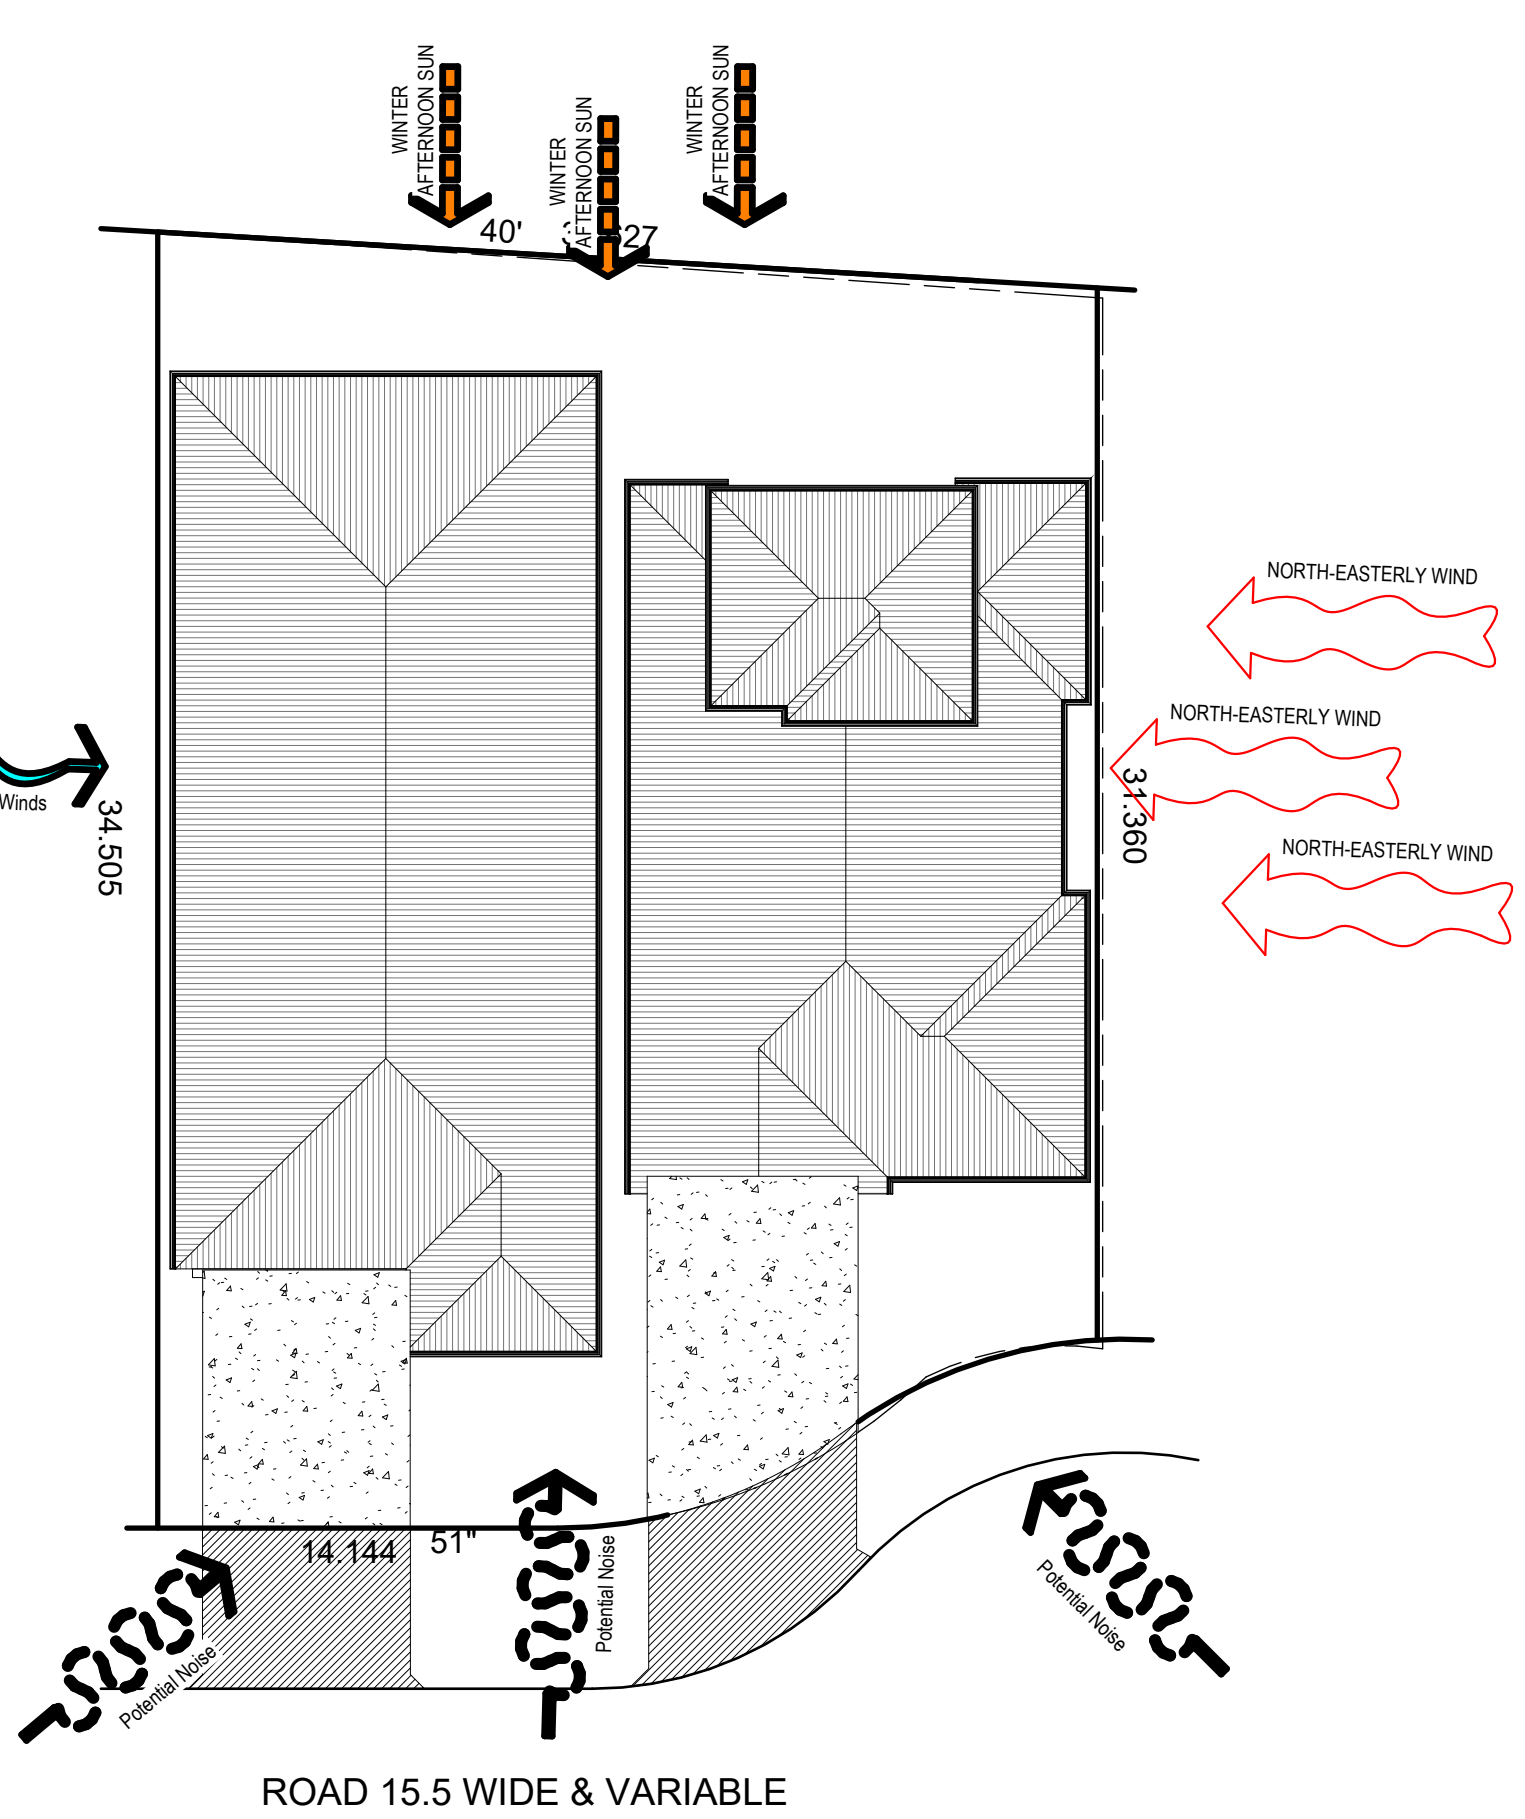 WINTER
AFTERNOON SUN
WINTER
AFTERNOON SUN
WINTER
AFTERNOON SUN
40'
NORTH-EASTERLY WIND
NORTH-EASTERLY WIND
NORTH-EASTERLY WIND
Winds
34.505
31.360
14.144
51"
Potential Noise
Potential Noise
Potential Noise
ROAD 15.5 WIDE & VARIABLE